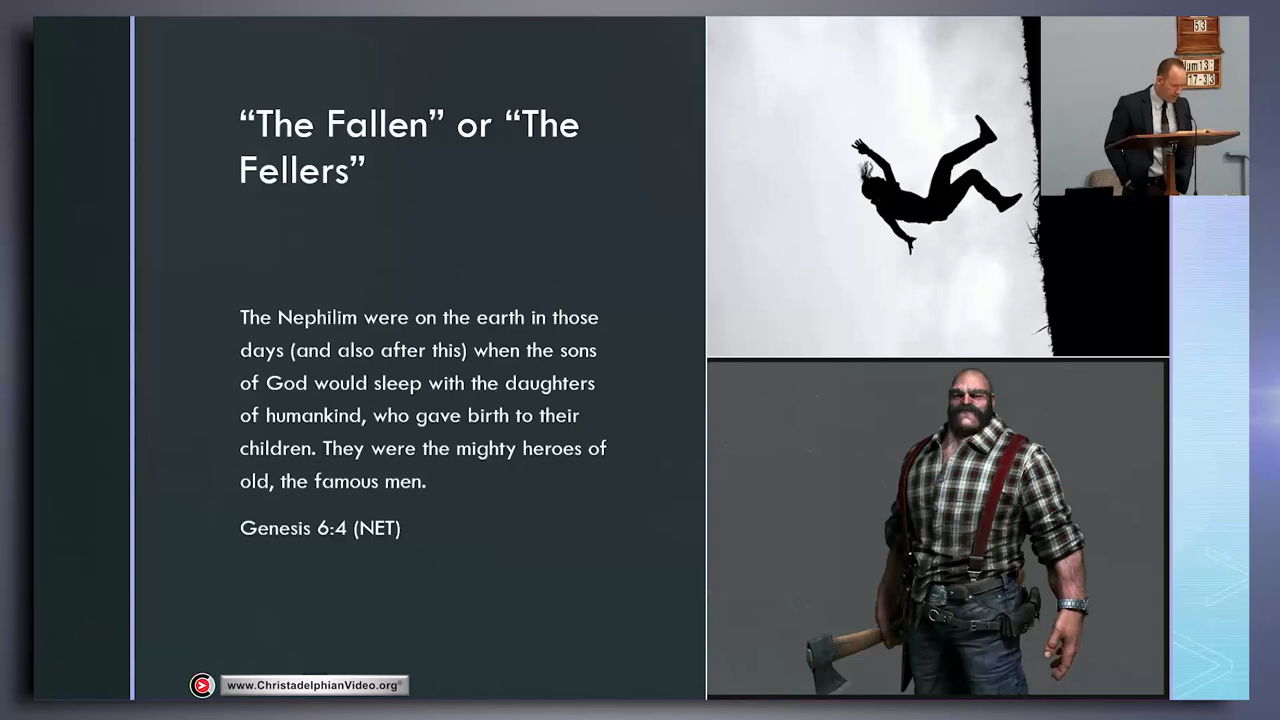 “The Fallen” or “The
Fellers”
The Nephilim were on the earth in those
days (and also after this) when the sons
of God would sleep with the daughters
of humankind, who gave birth to their
children. They were the mighty heroes of
old, the famous men.
Genesis 6:4 (NET)
www.ChristadelphianVideo.org
53
17-33